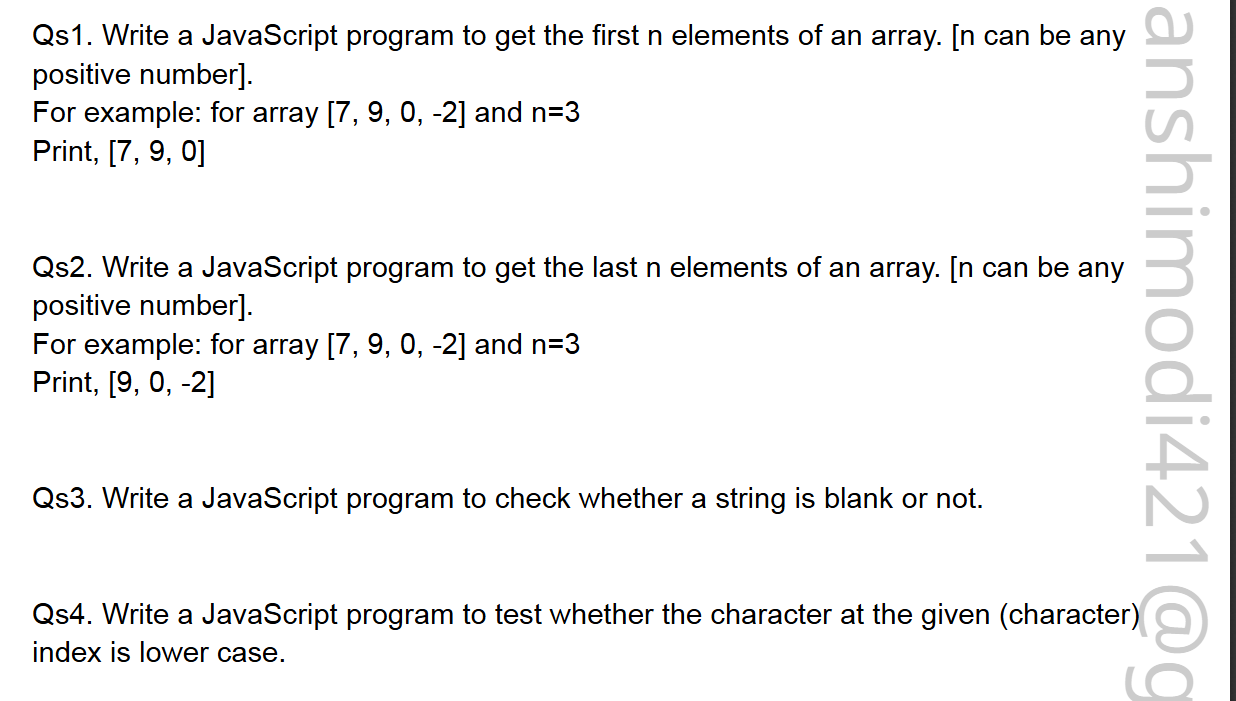 Qs1. Write a JavaScript program to get the first n elements of an array. [n can be any
positive number].
For example: for array [7, 9, 0, -2] and n=3
Print, [7, 9, 0]
Qs2. Write a JavaScript program to get the last n elements of an array. [n can be any
positive number].
For example: for array [7, 9, 0, -2] and n=3
Print, [9, 0, -2]
Qs3. Write a JavaScript program to check whether a string is blank or not.
Qs4. Write a JavaScript program to test whether the character at the given (character)
index is lower case.
anshimodi421@g